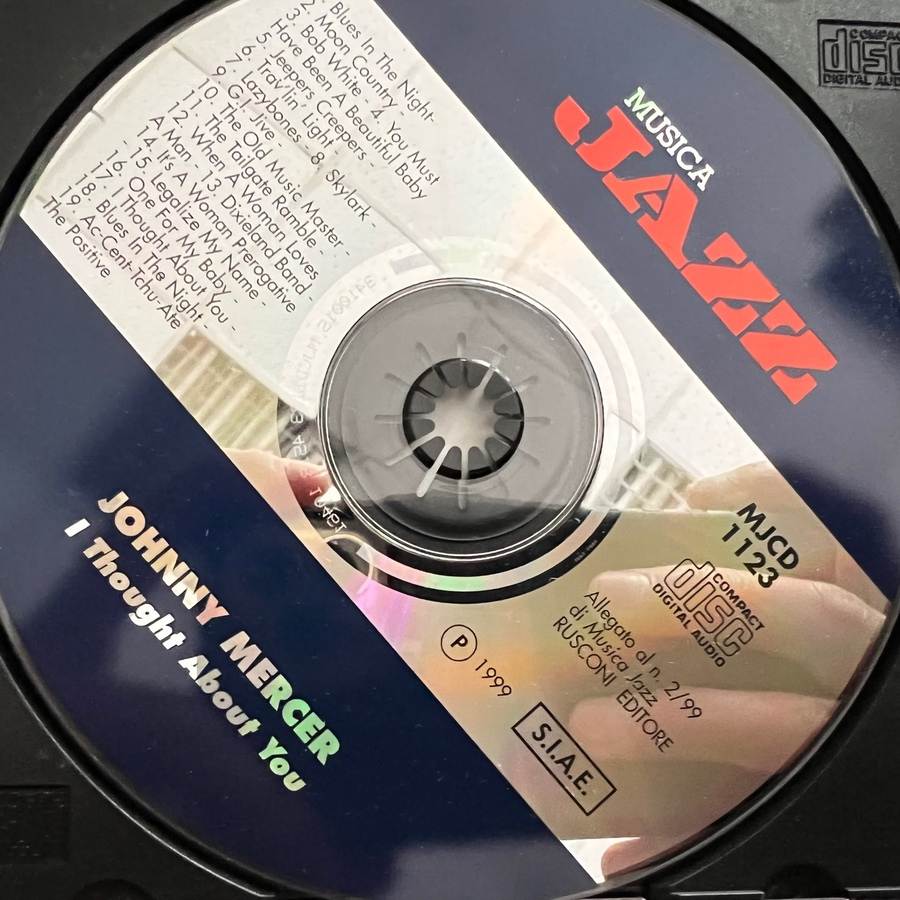 2. Blues In The Night-
Moon Country - 4. You Must
3. Bob White -
Have Been A Beautiful Baby
5. Jeepers Creepers -
6. Trav'lin' Light
7. Lazybones - 8. Skylark -
9. G.I. Jive
10. The Old Music Master
11. The Tailgate Ramble
12. When A Woman Loves
A Man - 13. Dixieland Band -
14. It's A Woman Perogative
15. Legalize My Name
16. One For My Baby -
17. I Thought About You -
18. Blues In The Night -
19. Ac-Cent-Tchu-Ate
The Positive
MUSICA
JAZZ
JOHNNY MERCER
I Thought About You
MJCD
1123
COMPACT
disc
DIGITAL AUDIO
Allegato al n. 2/99
di Musica Jazz
RUSCONI EDITORE
P 1999
S.I.A.E.
COMPACT
disc
DIGITAL AUDIO